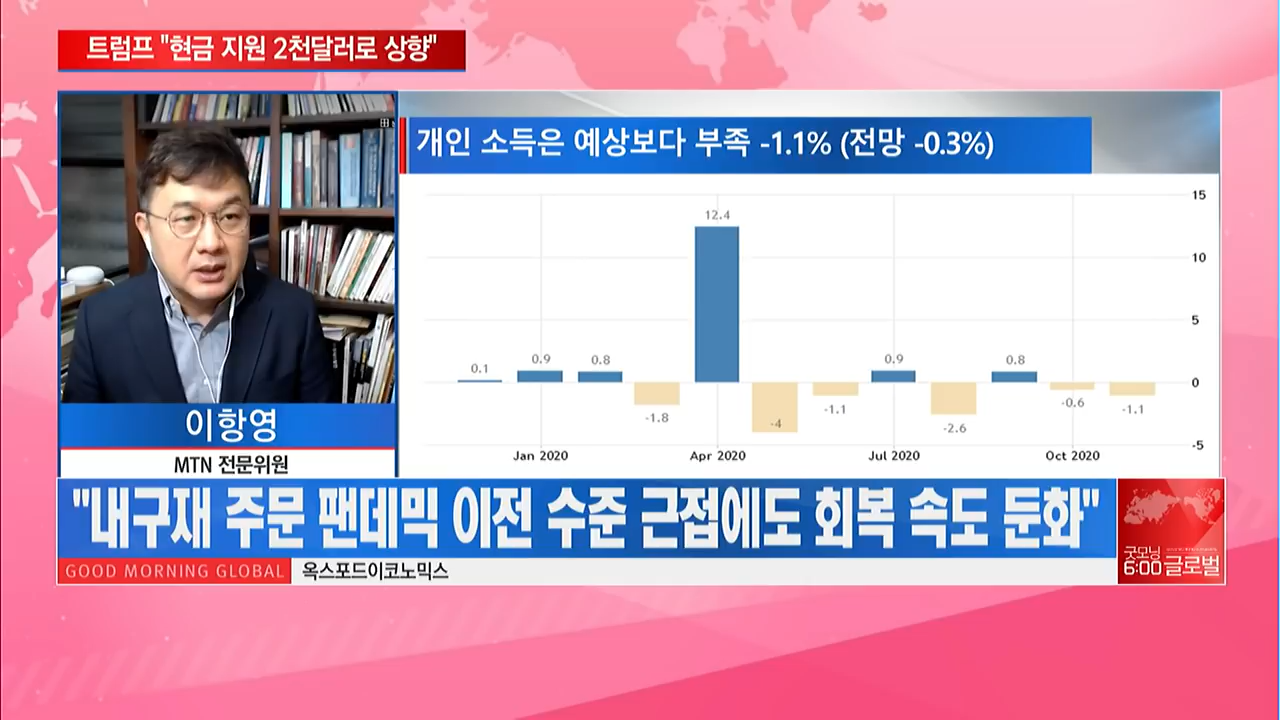 트럼프 "현금 지원 2천달러로 상향"
개인 소득은 예상보다 부족 -1.1% (전망 -0.3%)
15
12.4
10
5
0.1
0.9
0.8
0.9
0.8
0
-1.8
-4
-1.1
-2.6
-0.6
-1.1
-5
Jan 2020
Apr 2020
Jul 2020
Oct 2020
이항영
MTN 전문위원
"내구재 주문 팬데믹 이전 수준 근접에도 회복 속도 둔화"
GOOD MORNING GLOBAL
옥스포드이코노믹스
굿모닝
6:00 글로벌